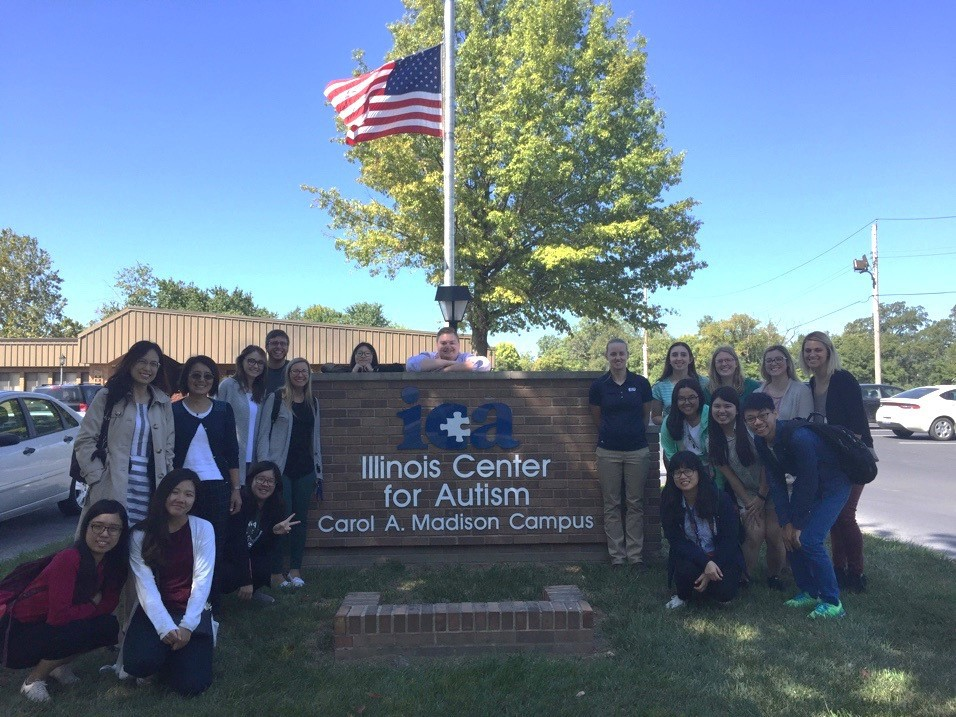 ica
Illinois Center
for Autism
Carol A. Madison Campus